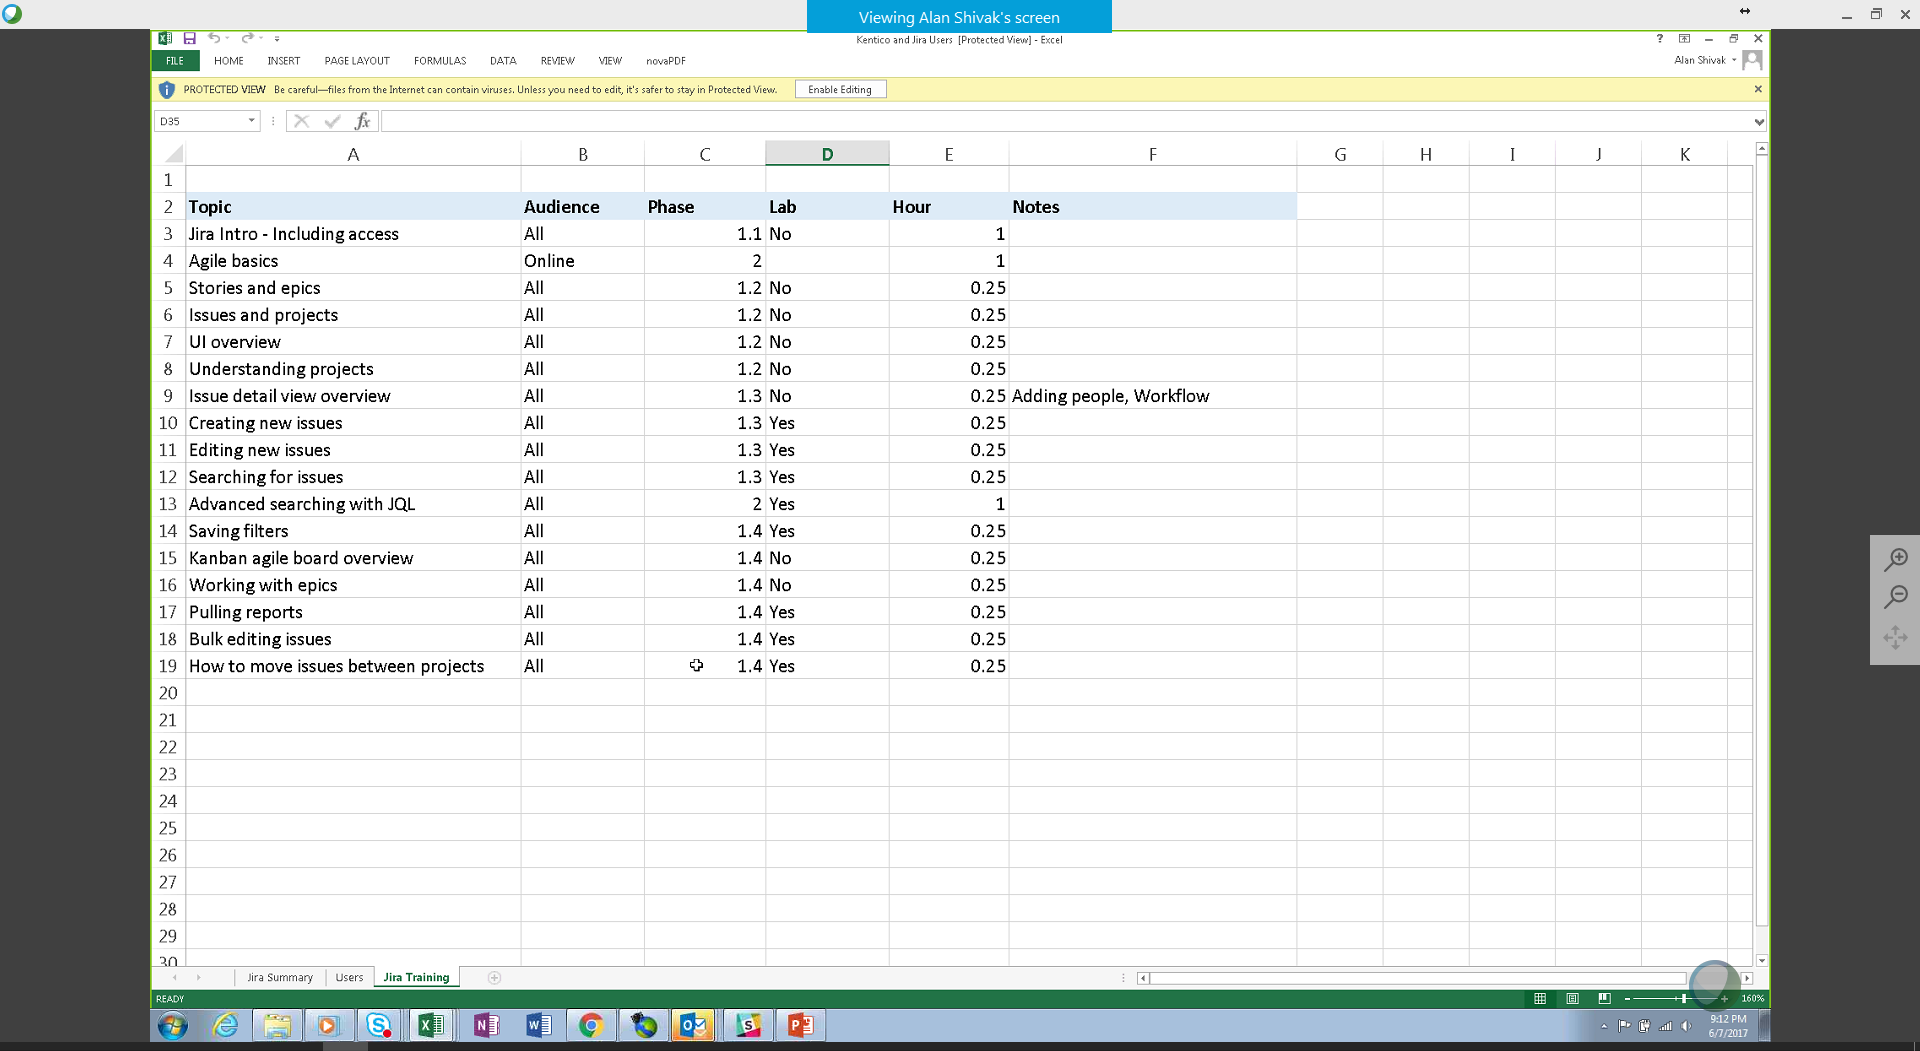 Viewing Alan Shivak's screen
Kentico and Jira Users [Protected View] - Excel
FILE HOME INSERT PAGE LAYOUT FORMULAS DATA REVIEW VIEW novaPDF Alan Shivak
PROTECTED VIEW Be careful—files from the Internet can contain viruses. Unless you need to edit, it's safer to stay in Protected View. Enable Editing
D35 fx
A B C D E F G H I J K
1
2 Topic Audience Phase Lab Hour Notes
3 Jira Intro - Including access All 1.1 No 1
4 Agile basics Online 2 1
5 Stories and epics All 1.2 No 0.25
6 Issues and projects All 1.2 No 0.25
7 UI overview All 1.2 No 0.25
8 Understanding projects All 1.2 No 0.25
9 Issue detail view overview All 1.3 No 0.25 Adding people, Workflow
10 Creating new issues All 1.3 Yes 0.25
11 Editing new issues All 1.3 Yes 0.25
12 Searching for issues All 1.3 Yes 0.25
13 Advanced searching with JQL All 2 Yes 1
14 Saving filters All 1.4 Yes 0.25
15 Kanban agile board overview All 1.4 No 0.25
16 Working with epics All 1.4 No 0.25
17 Pulling reports All 1.4 Yes 0.25
18 Bulk editing issues All 1.4 Yes 0.25
19 How to move issues between projects All 1.4 Yes 0.25
20
21
22
23
24
25
26
27
28
29
30
Jira Summary Users Jira Training
READY 160%
9:12 PM
6/7/2017